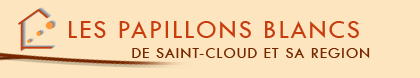 LES PAPILLONS BLANCS
DE SAINT-CLOUD ET SA REGION